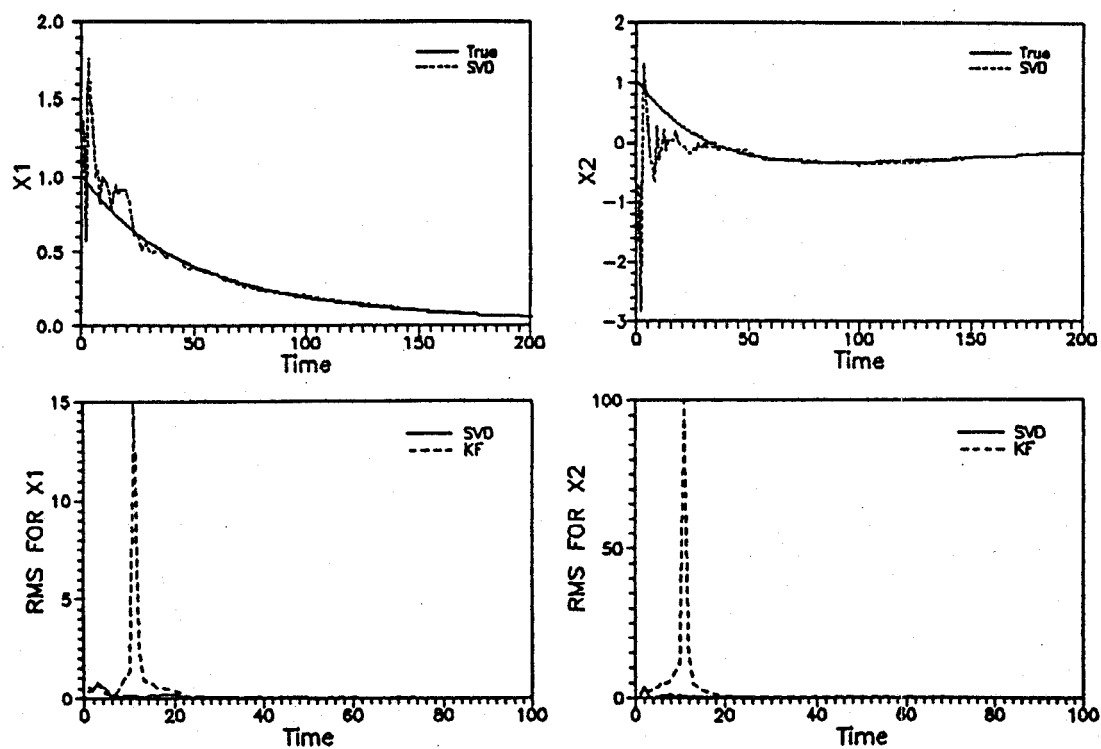 2.0
1.5
1.0
0.5
0.0
X1
True
SVD
0 50 100 150 200
Time
2
1
0
-1
-2
-3
X2
True
SVD
0 50 100 150 200
Time
15
10
5
0
RMS FOR X1
SVD
KF
0 20 40 60 80 100
Time
100
50
0
RMS FOR X2
SVD
KF
0 20 40 60 80 100
Time